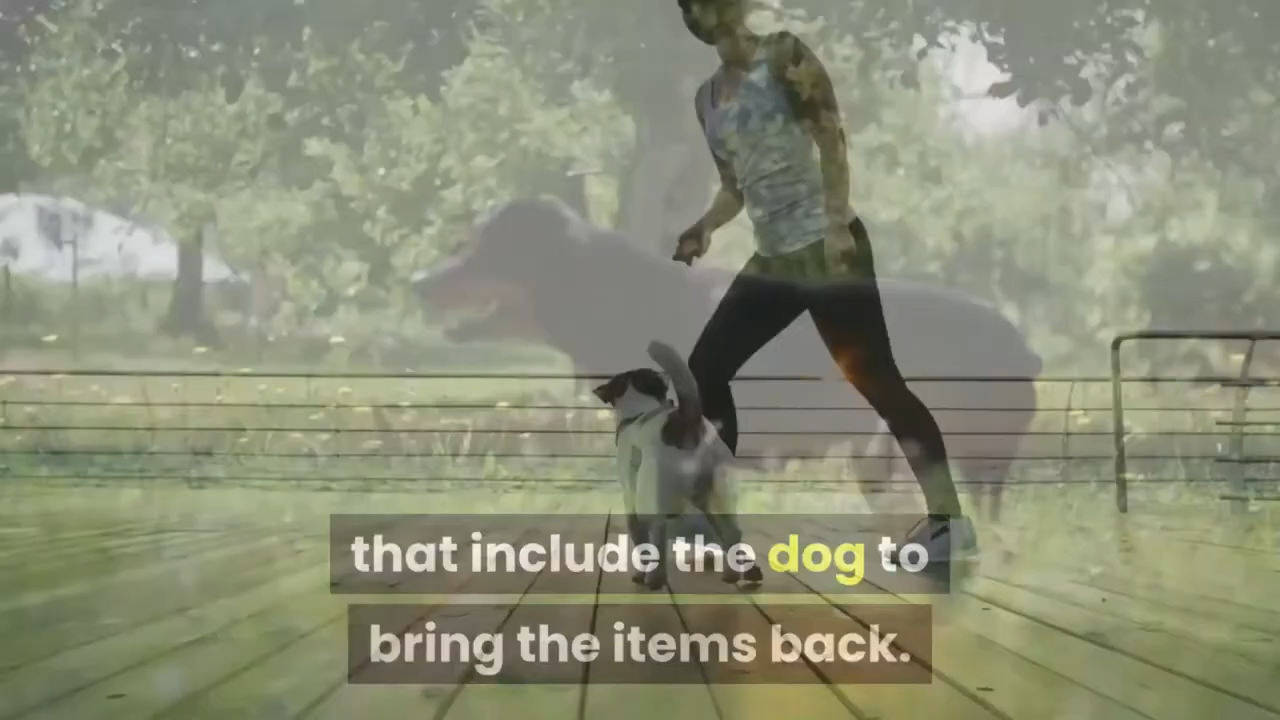 that include the dog to
bring the items back.